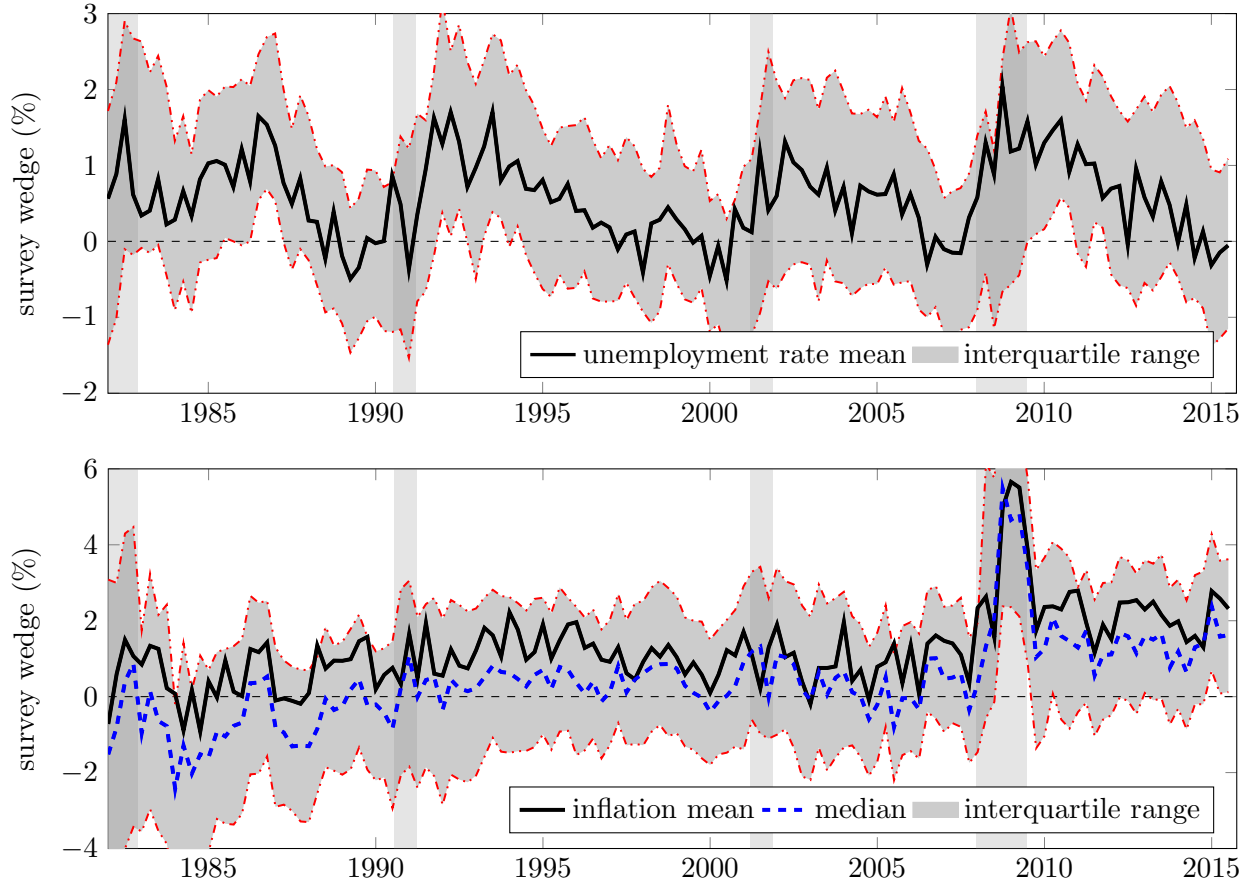 3
2
1
0
−1
−2
survey wedge (%)
unemployment rate mean interquartile range
1985 1990 1995 2000 2005 2010 2015
6
4
2
0
−2
−4
survey wedge (%)
inflation mean median interquartile range
1985 1990 1995 2000 2005 2010 2015